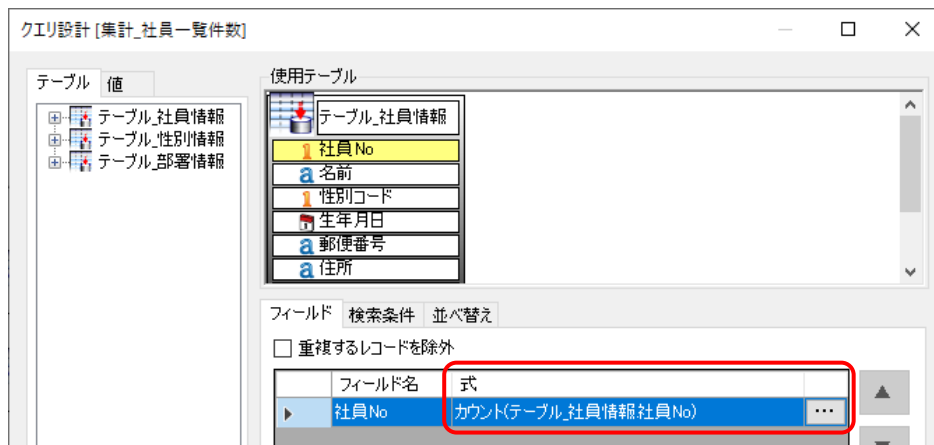 クエリ設計 [集計_社員一覧件数]
テーブル 値
テーブル_社員情報
テーブル_性別情報
テーブル_部署情報
使用テーブル
テーブル_社員情報
社員No
名前
性別コード
生年月日
郵便番号
住所
フィールド 検索条件 並べ替え
重複するレコードを除外
フィールド名 式
社員No カウント(テーブル_社員情報.社員No) ...